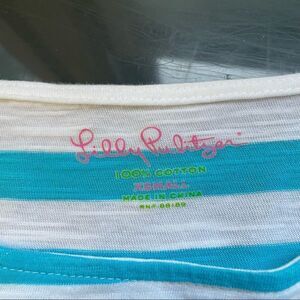 Lilly Pulitzer
100% COTTON
XSMALL
MADE IN CHINA